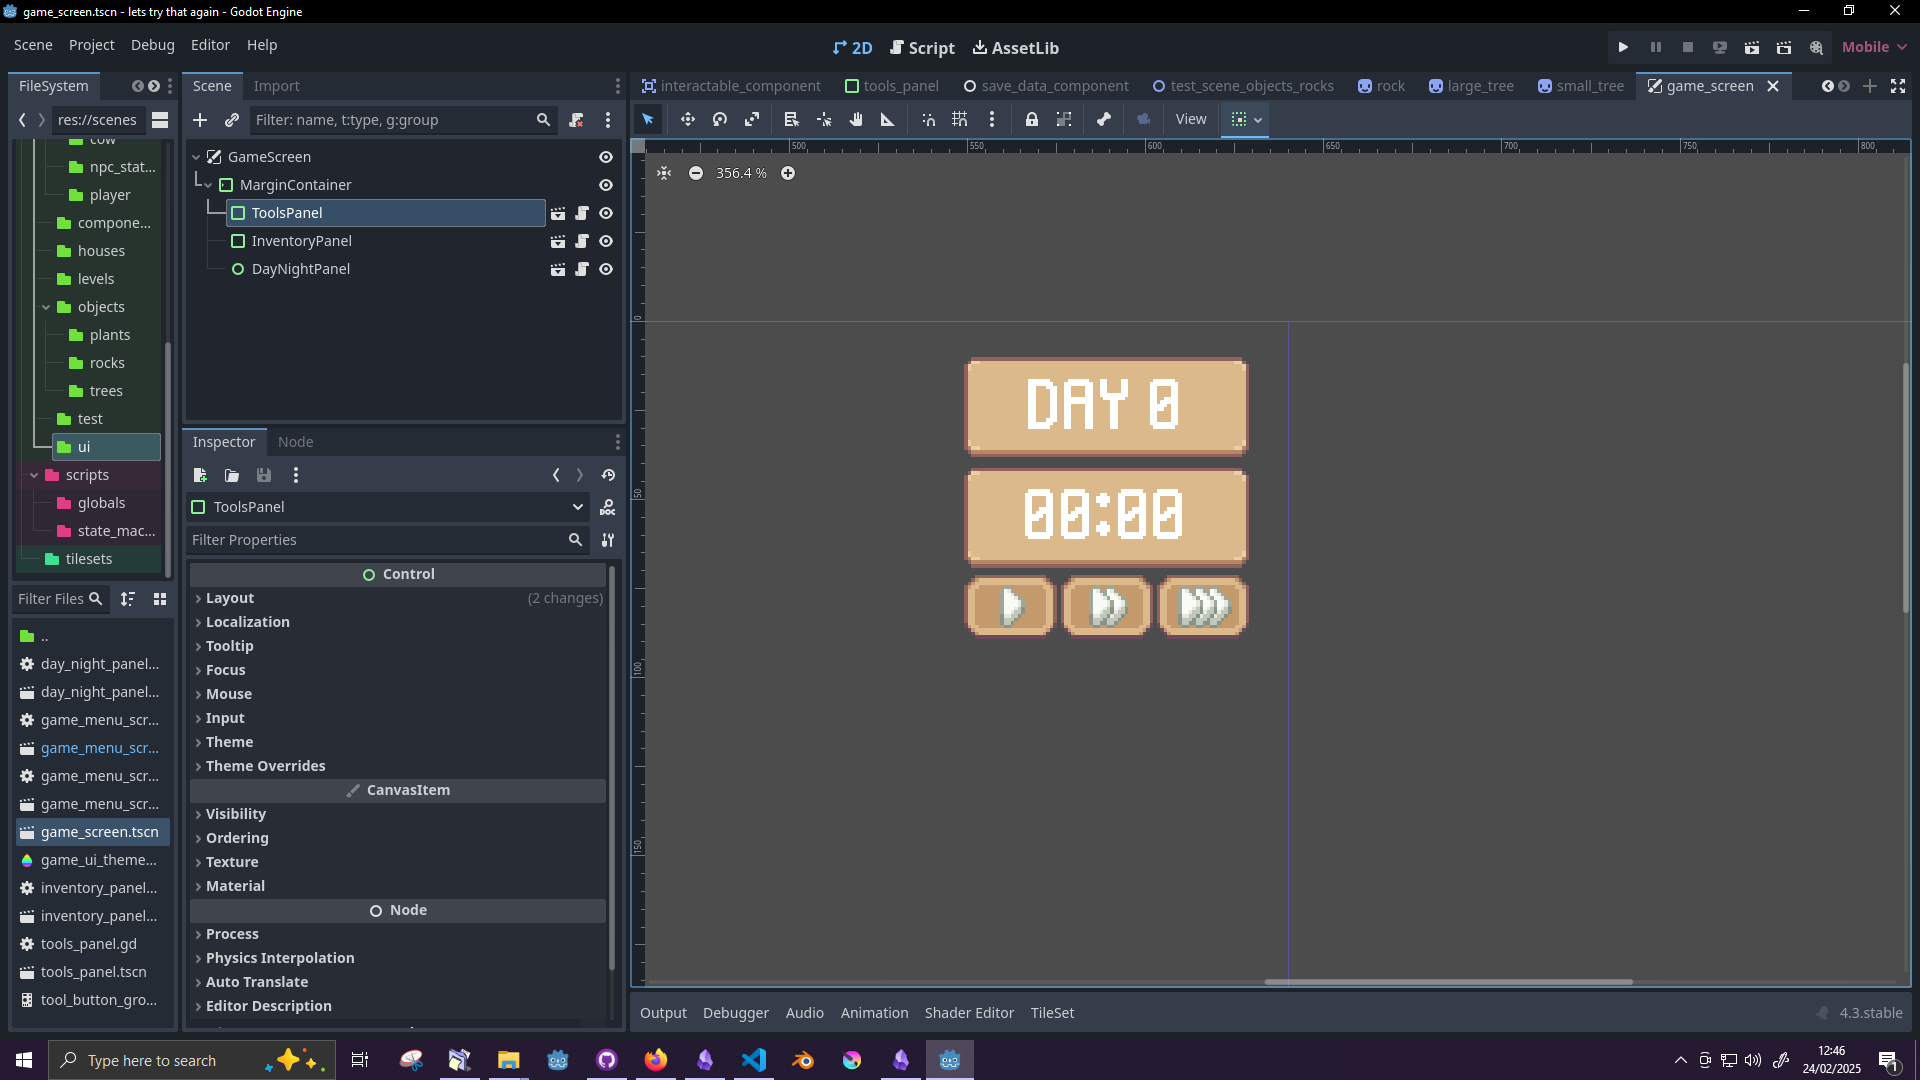 game_screen.tscn - lets try that again - Godot Engine
Scene Project Debug Editor Help
2D Script AssetLib
Mobile
FileSystem
Scene Import
interactable_component tools_panel save_data_component test_scene_objects_rocks rock large_tree small_tree game_screen
res://scenes
Filter: name, t:type, g:group
View
cow
npc_stat...
player
compone...
houses
levels
objects
plants
rocks
trees
test
ui
scripts
globals
state_mac...
tilesets
GameScreen
MarginContainer
ToolsPanel
InventoryPanel
DayNightPanel
356.4 %
500 550 600 650 700 750 800
0
50
100
150
DAY 0
00:00
Inspector Node
ToolsPanel
DOC
Filter Properties
Control
Layout (2 changes)
Localization
Tooltip
Focus
Mouse
Input
Theme
Theme Overrides
CanvasItem
Visibility
Ordering
Texture
Material
Node
Process
Physics Interpolation
Auto Translate
Editor Description
Filter Files
..
day_night_panel...
day_night_panel...
game_menu_scr...
game_menu_scr...
game_menu_scr...
game_menu_scr...
game_screen.tscn
game_ui_theme...
inventory_panel...
inventory_panel...
tools_panel.gd
tools_panel.tscn
tool_button_gro...
Output Debugger Audio Animation Shader Editor TileSet
4.3.stable
Type here to search
12:46
24/02/2025
1